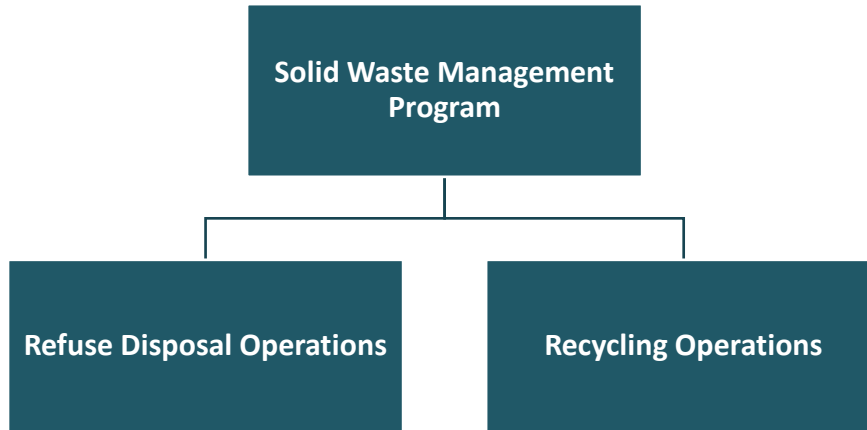 Solid Waste Management
Program
Refuse Disposal Operations
Recycling Operations